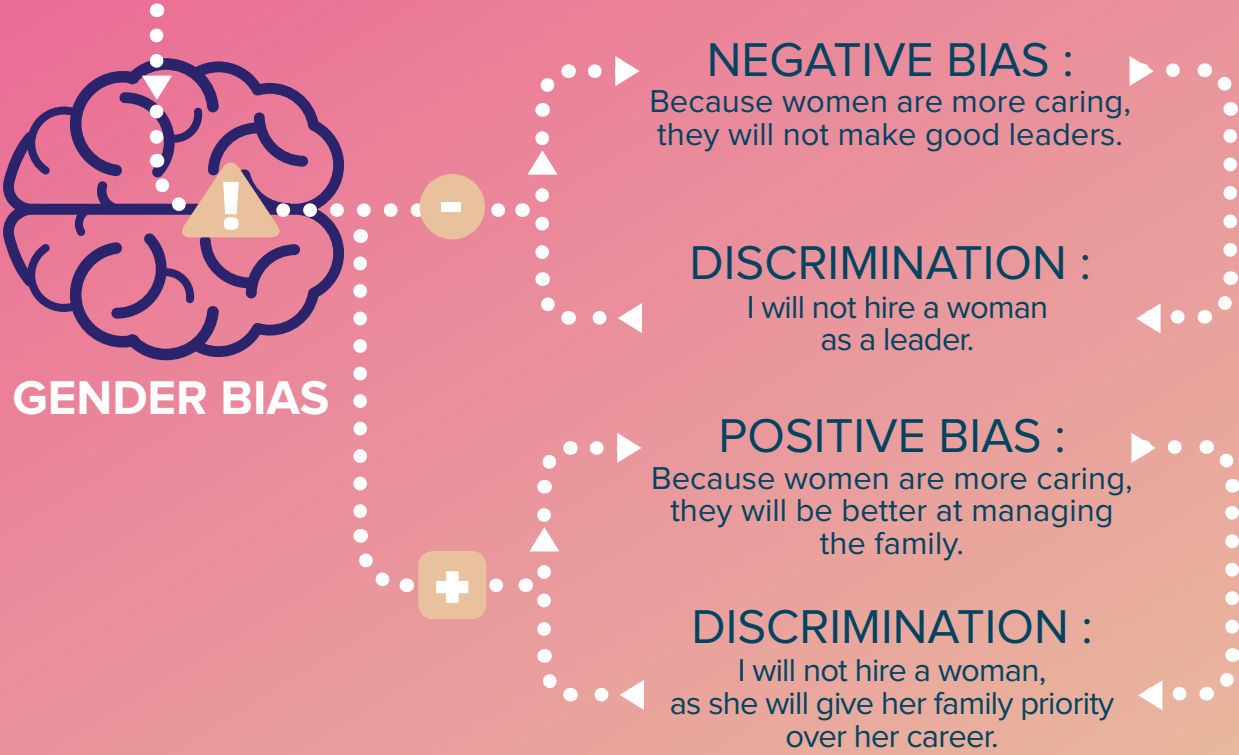 NEGATIVE BIAS :
Because women are more caring,
they will not make good leaders.
!
-
DISCRIMINATION :
I will not hire a woman
as a leader.
GENDER BIAS
POSITIVE BIAS :
Because women are more caring,
they will be better at managing
the family.
+
DISCRIMINATION :
I will not hire a woman,
as she will give her family priority
over her career.